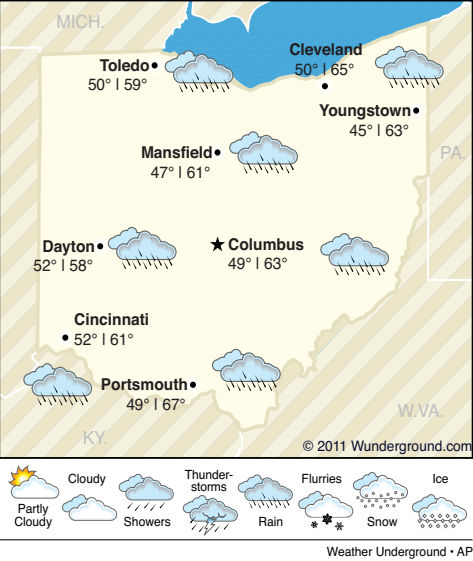 MICH.
Cleveland
50° | 65°
Toledo
50° | 59°
Youngstown
45° | 63°
Mansfield
47° | 61°
PA.
Dayton
52° | 58°
Columbus
49° | 63°
Cincinnati
52° | 61°
Portsmouth
49° | 67°
W.VA.
KY.
© 2011 Wunderground.com
Partly
Cloudy
Cloudy
Showers
Thunder-
storms
Rain
Flurries
Snow
Ice
Weather Underground • AP